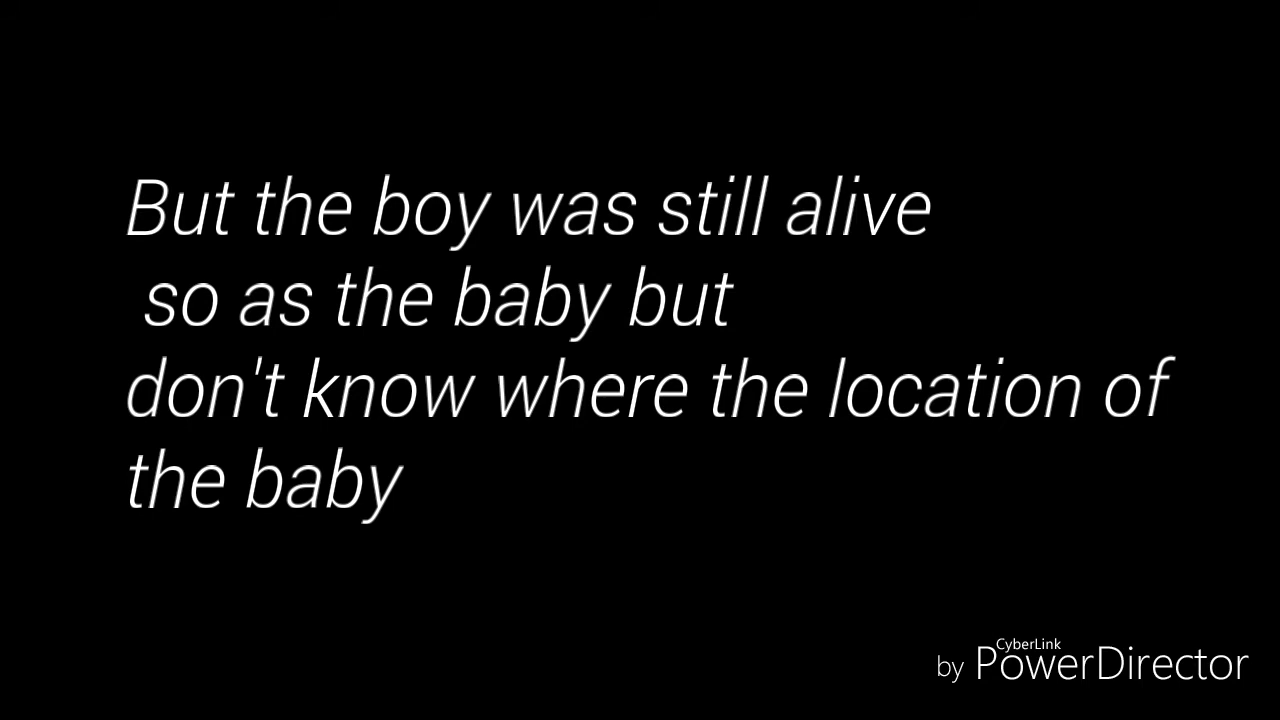 But the boy was still alive
so as the baby but
don't know where the location of
the baby
by CyberLink PowerDirector